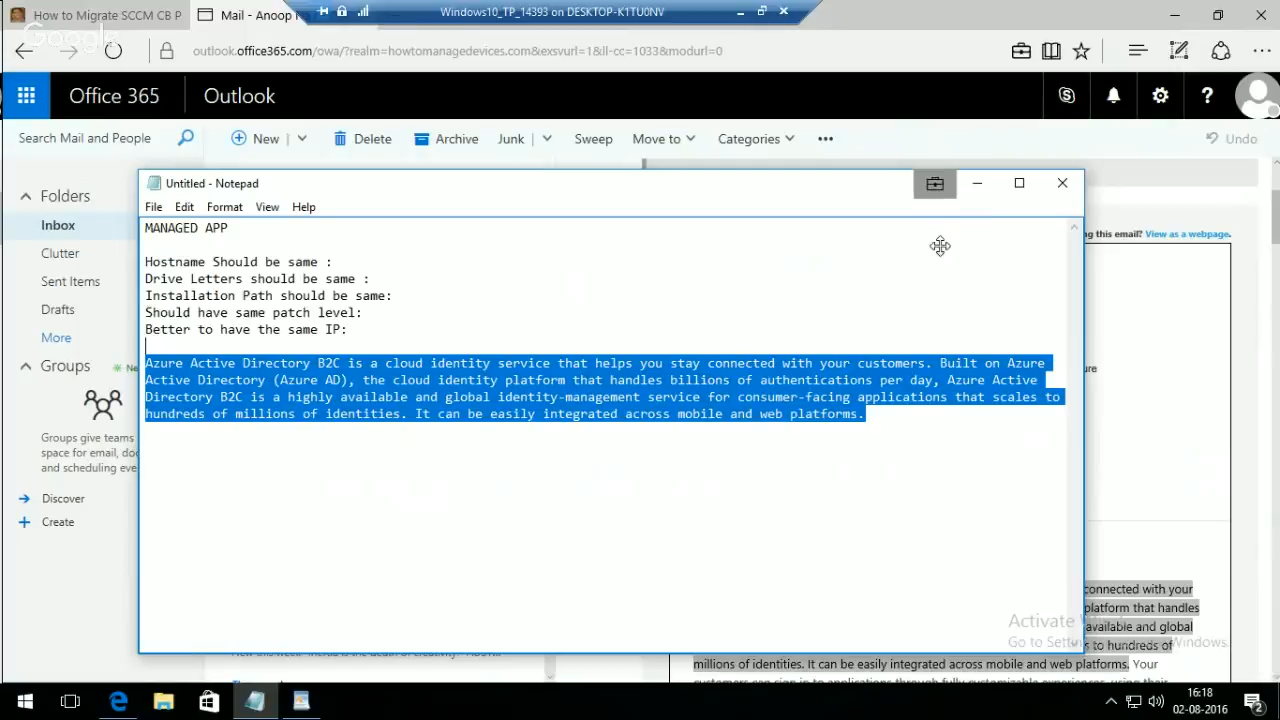 How to Migrate SCCM CB P
Mail - Anoop
Windows10_TP_14393 on DESKTOP-K1TU0NV
Google
outlook.office365.com/owa/?realm=howtomanagedevices.com&exsvurl=1&ll-cc=1033&modurl=0
Office 365
Outlook
Search Mail and People
New
Delete
Archive
Junk
Sweep
Move to
Categories
Undo
Folders
Inbox
Clutter
Sent Items
Drafts
More
Groups
Groups give teams
space for email, doc
and scheduling eve
Discover
Create
Untitled - Notepad
File Edit Format View Help
MANAGED APP
Hostname Should be same :
Drive Letters should be same :
Installation Path should be same:
Should have same patch level:
Better to have the same IP:
Azure Active Directory B2C is a cloud identity service that helps you stay connected with your customers. Built on Azure
Active Directory (Azure AD), the cloud identity platform that handles billions of authentications per day, Azure Active
Directory B2C is a highly available and global identity-management service for consumer-facing applications that scales to
hundreds of millions of identities. It can be easily integrated across mobile and web platforms.
ng this email? View as a webpage.
ure
connected with your
platform that handles
available and global
s to hundreds of
millions of identities. It can be easily integrated across mobile and web platforms. Your
Activate W
Go to Settin Windows.
16:18
02-08-2016
2